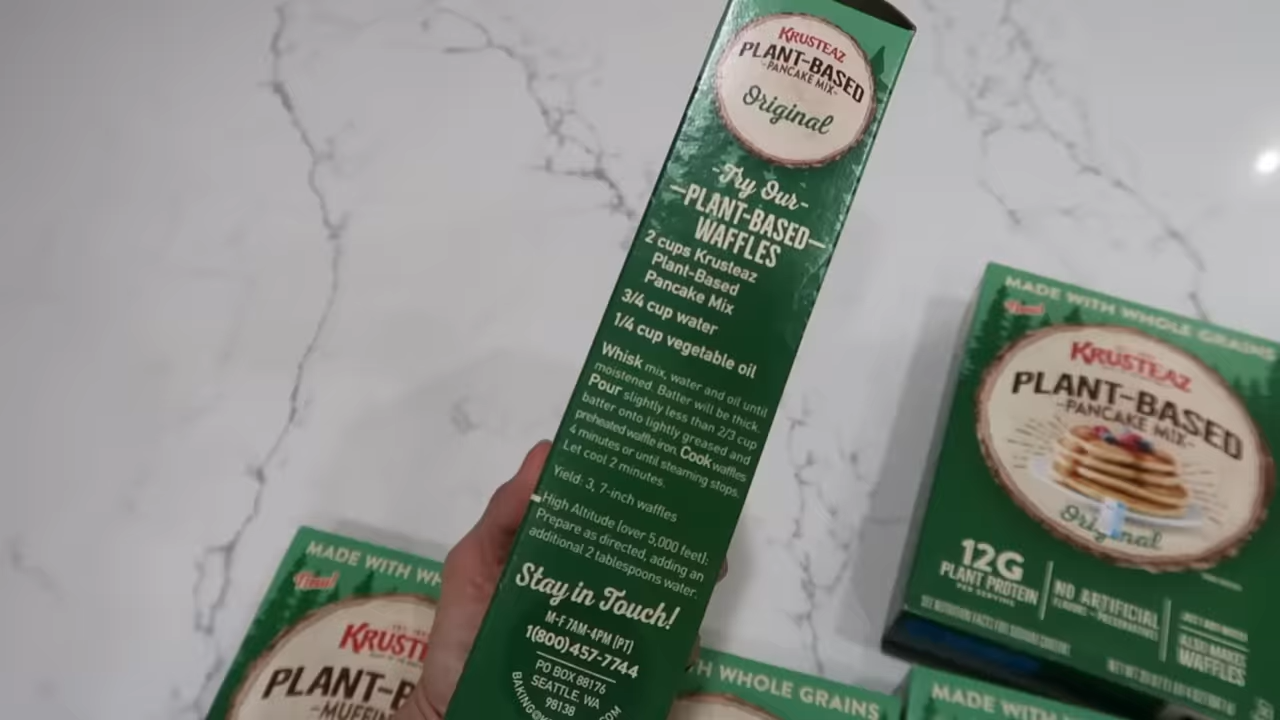 KRUSTEAZ
PLANT-BASED
-PANCAKE MIX-
Original
-Try Our-
PLANT-BASED
WAFFLES
2 cups Krusteaz
Plant-Based
Pancake Mix
3/4 cup water
1/4 cup vegetable oil
Whisk mix, water and oil until
moistened. Batter will be thick.
Pour slightly less than 2/3 cup
batter onto lightly greased and
preheated waffle iron. Cook waffles
4 minutes or until steaming stops.
Let cool 2 minutes.
Yield: 3, 7-inch waffles
High Altitude (over 5,000 feet):
Prepare as directed, adding an
additional 2 tablespoons water.
Stay in Touch!
M-F 7AM-4PM (PT)
1(800)457-7744
PO BOX 88176
SEATTLE, WA
98138
MADE WITH WHOLE GRAINS
KRUSTEAZ
PLANT-BASED
-PANCAKE MIX-
Original
12G
PLANT PROTEIN
PER SERVING
NO ARTIFICIAL
FLAVORS
ALSO MAKES
WAFFLES
MADE WITH WH
KRUSTEAZ
PLANT-B
-MUFFIN
WHOLE GRAINS
MADE WITH